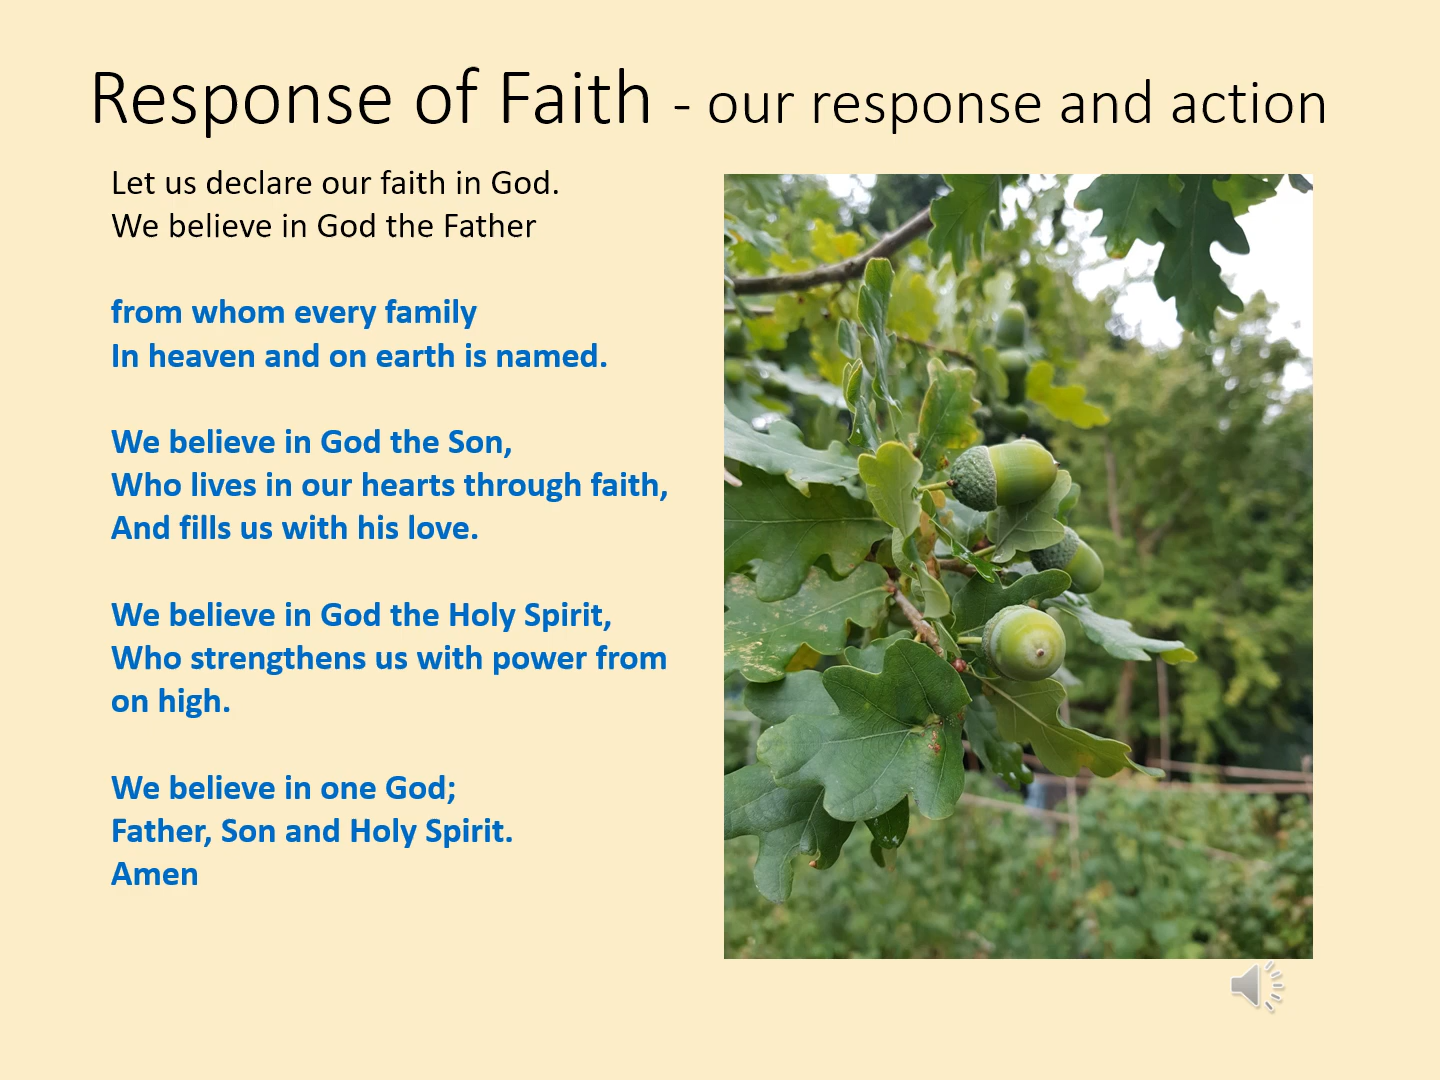 Response of Faith - our response and action
Let us declare our faith in God.
We believe in God the Father
from whom every family
In heaven and on earth is named.
We believe in God the Son,
Who lives in our hearts through faith,
And fills us with his love.
We believe in God the Holy Spirit,
Who strengthens us with power from
on high.
We believe in one God;
Father, Son and Holy Spirit.
Amen